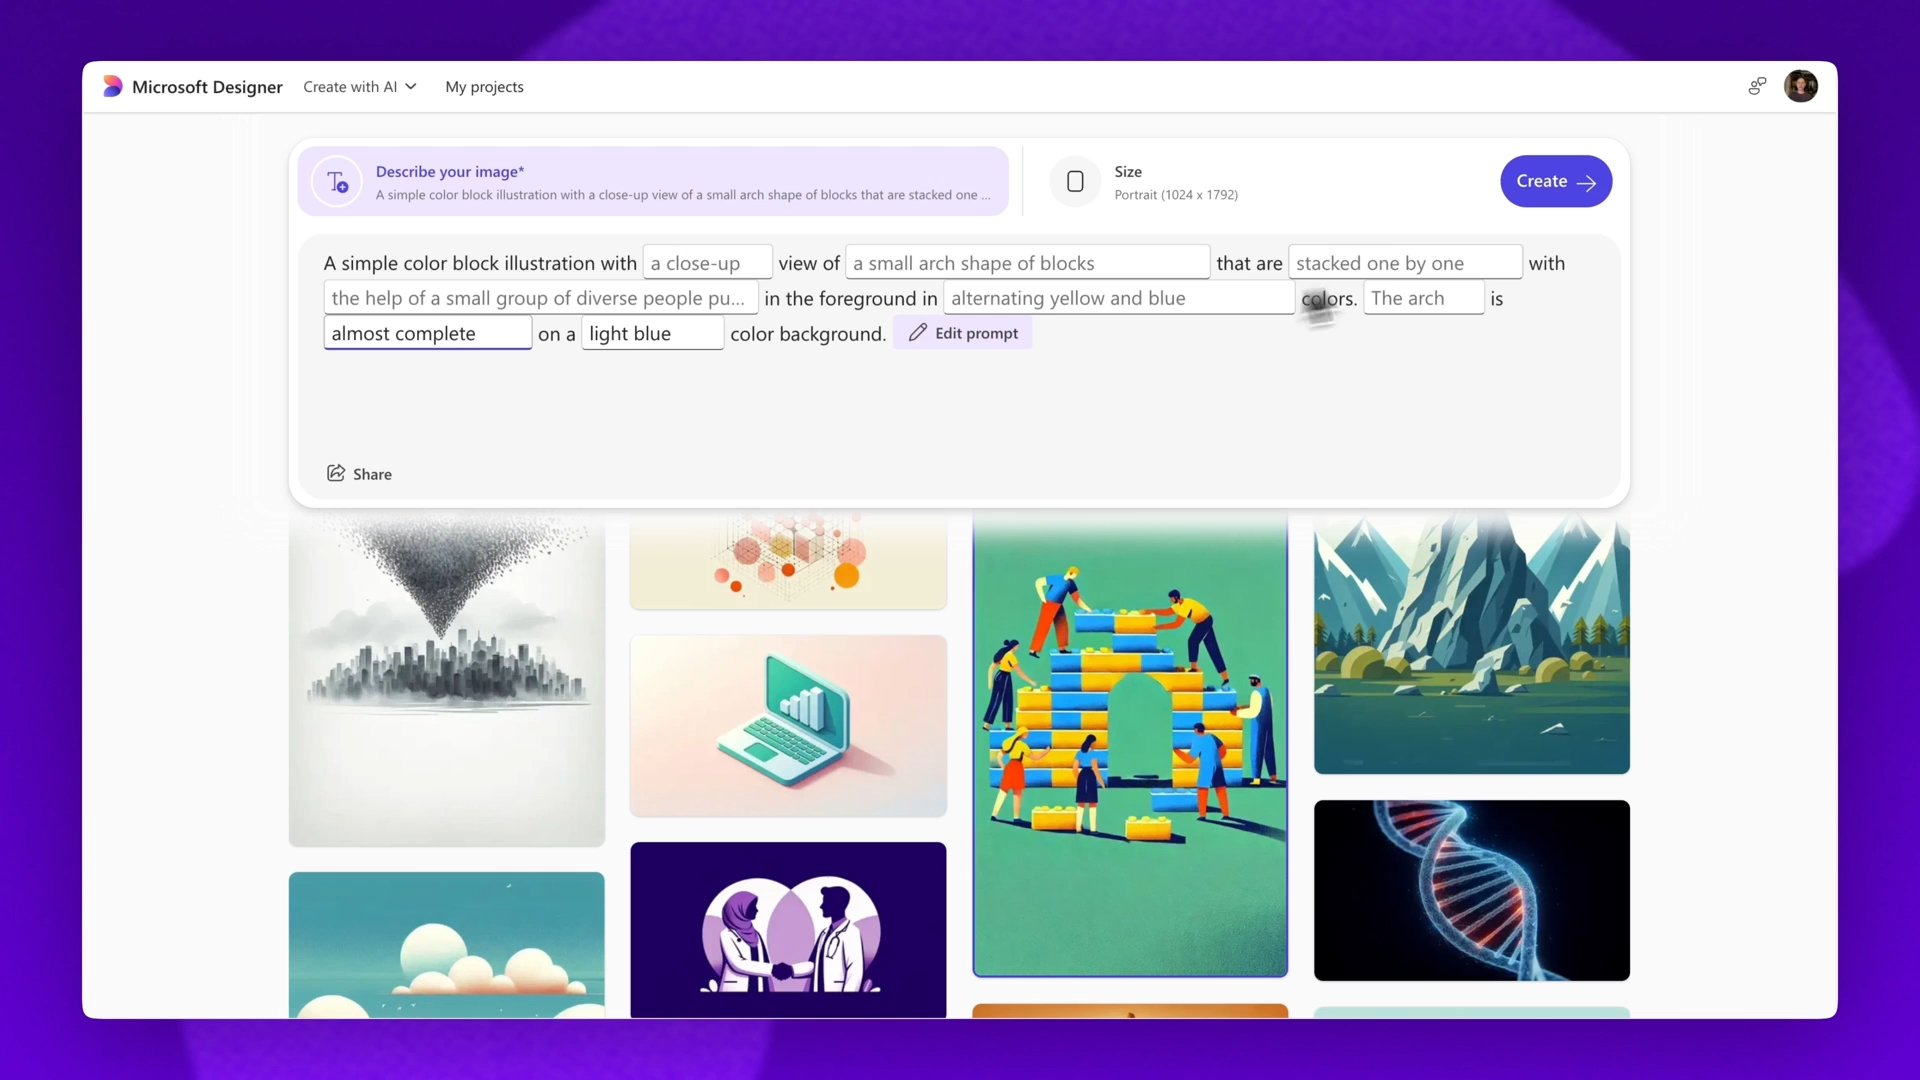 Microsoft Designer
Create with AI
My projects
Describe your image*
A simple color block illustration with a close-up view of a small arch shape of blocks that are stacked one ...
Size
Portrait (1024 x 1792)
Create
A simple color block illustration with a close-up view of a small arch shape of blocks that are stacked one by one with
the help of a small group of diverse people pu... in the foreground in alternating yellow and blue colors. The arch is
almost complete on a light blue color background. Edit prompt
Share